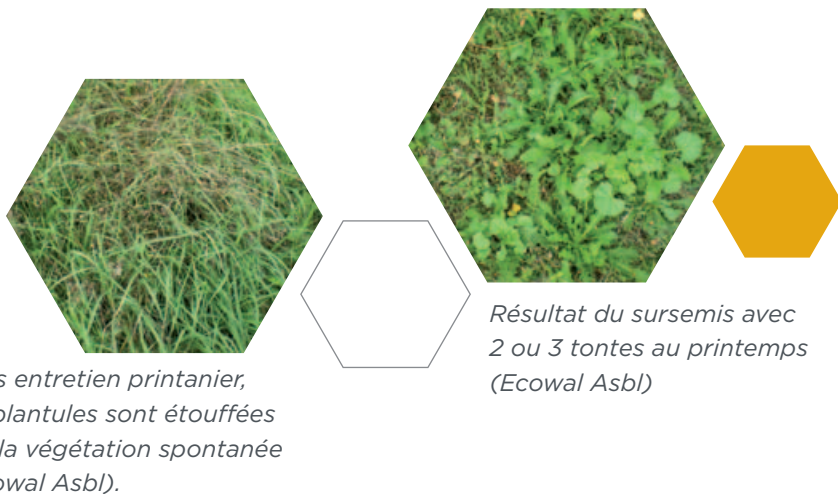 entretien printanier,
plantules sont étouffées
la végétation spontanée
Asbl).
Résultat du sursemis avec
2 ou 3 tontes au printemps
(Ecowal Asbl)